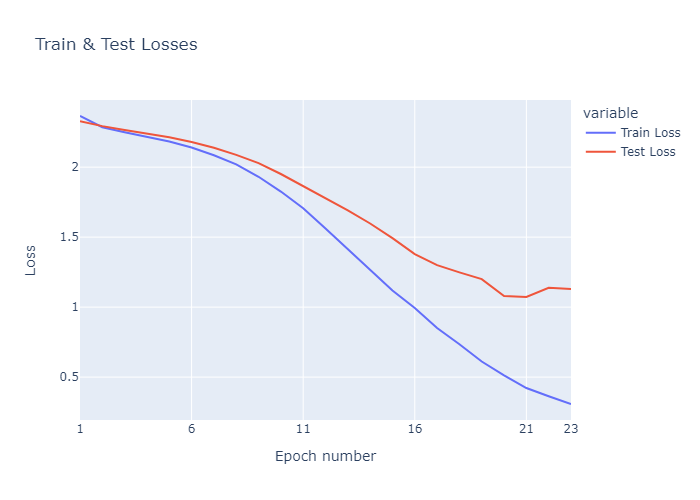 Train & Test Losses
variable
Train Loss
Test Loss
2
1.5
1
0.5
Loss
1 6 11 16 21 23
Epoch number